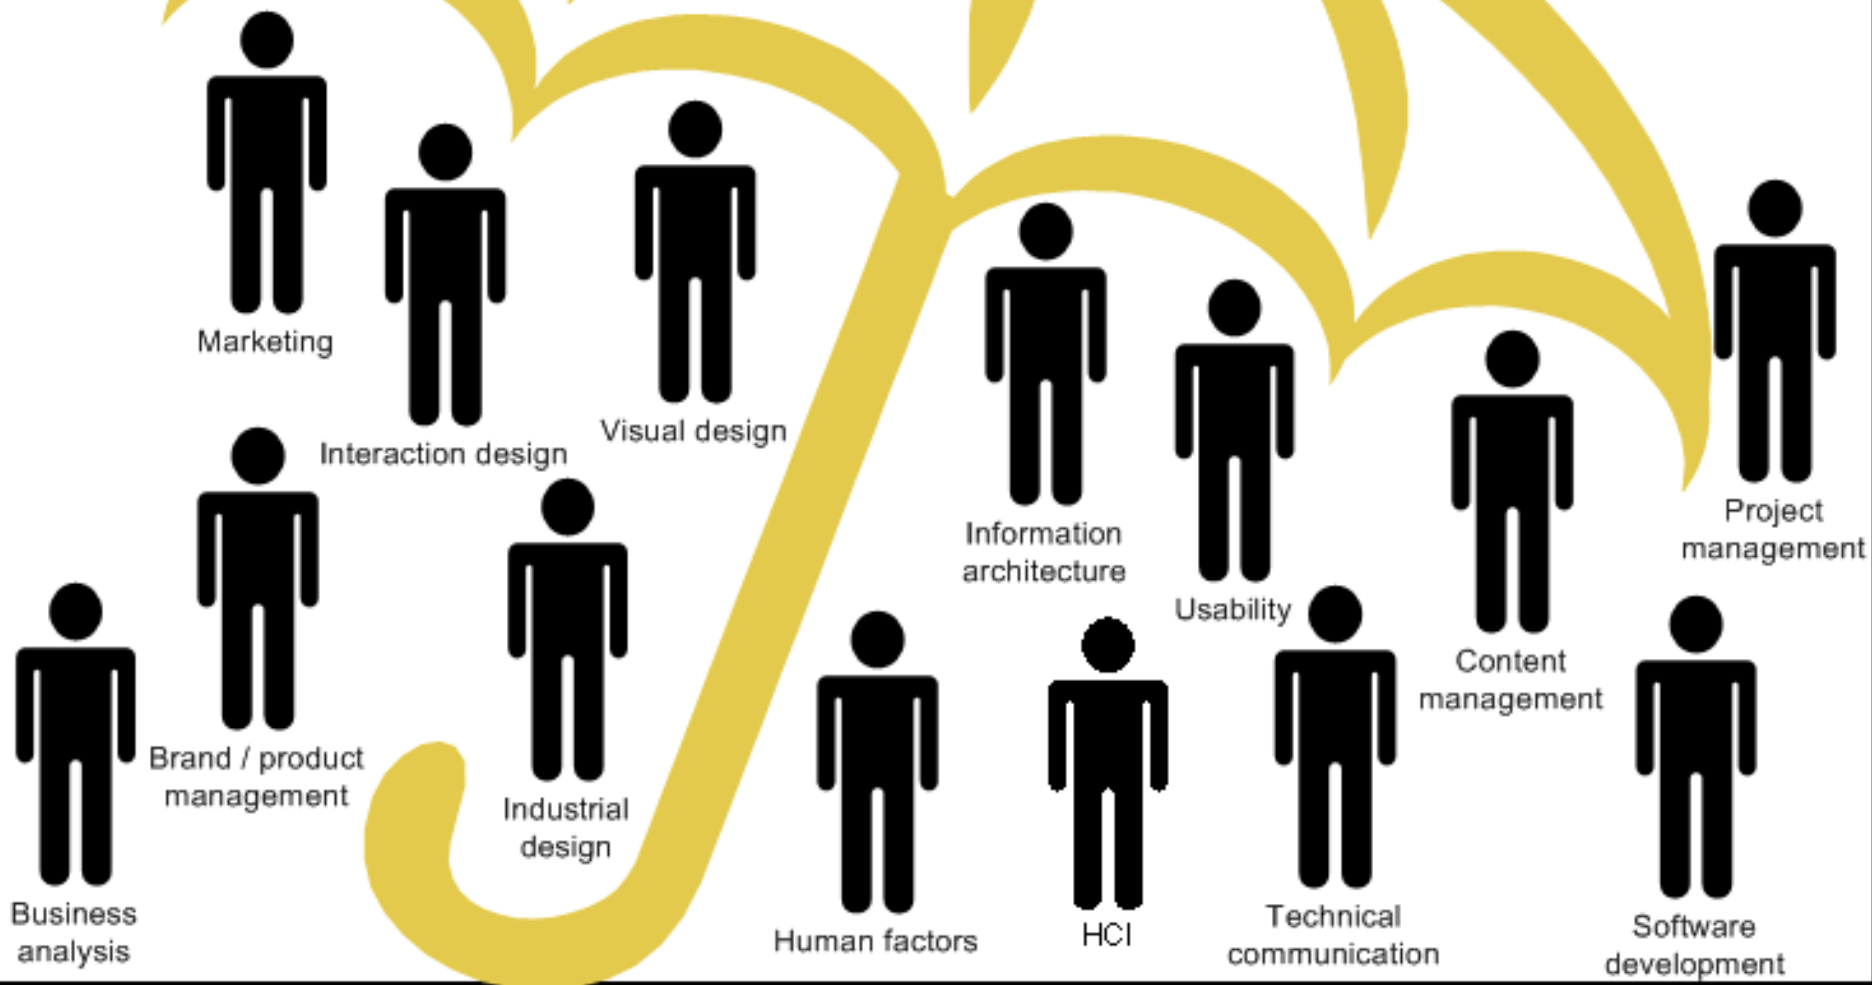 Marketing
Interaction design
Visual design
Information
architecture
Usability
Content
management
Project
management
Business
analysis
Brand / product
management
Industrial
design
Human factors
HCI
Technical
communication
Software
development